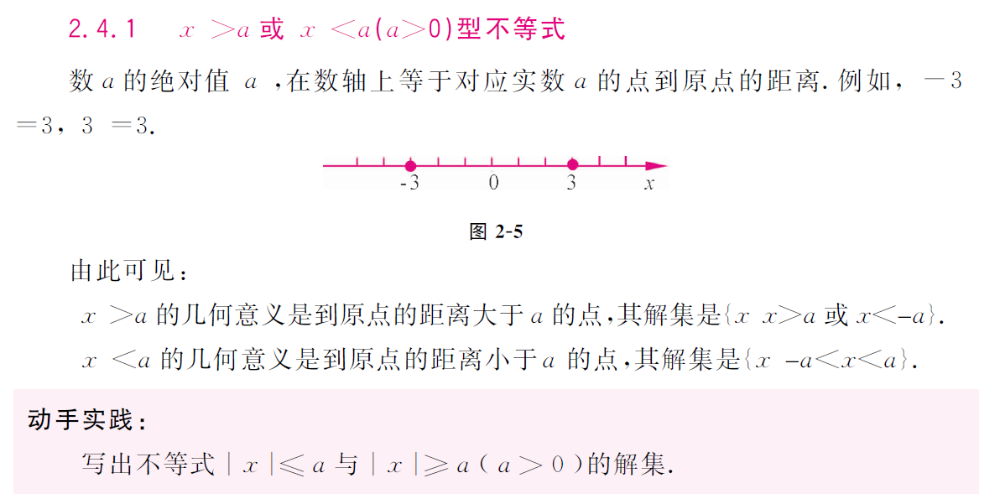 2.4.1 x >a 或 x <a(a>0)型不等式
数 a 的绝对值 a ,在数轴上等于对应实数 a 的点到原点的距离. 例如, -3
=3, 3 =3.
-3 0 3 x
图 2-5
由此可见:
x >a 的几何意义是到原点的距离大于 a 的点,其解集是{x x>a 或 x<-a}.
x <a 的几何意义是到原点的距离小于 a 的点,其解集是{x -a<x<a}.
动手实践:
写出不等式| x |≤ a 与| x |≥ a ( a > 0 )的解集.